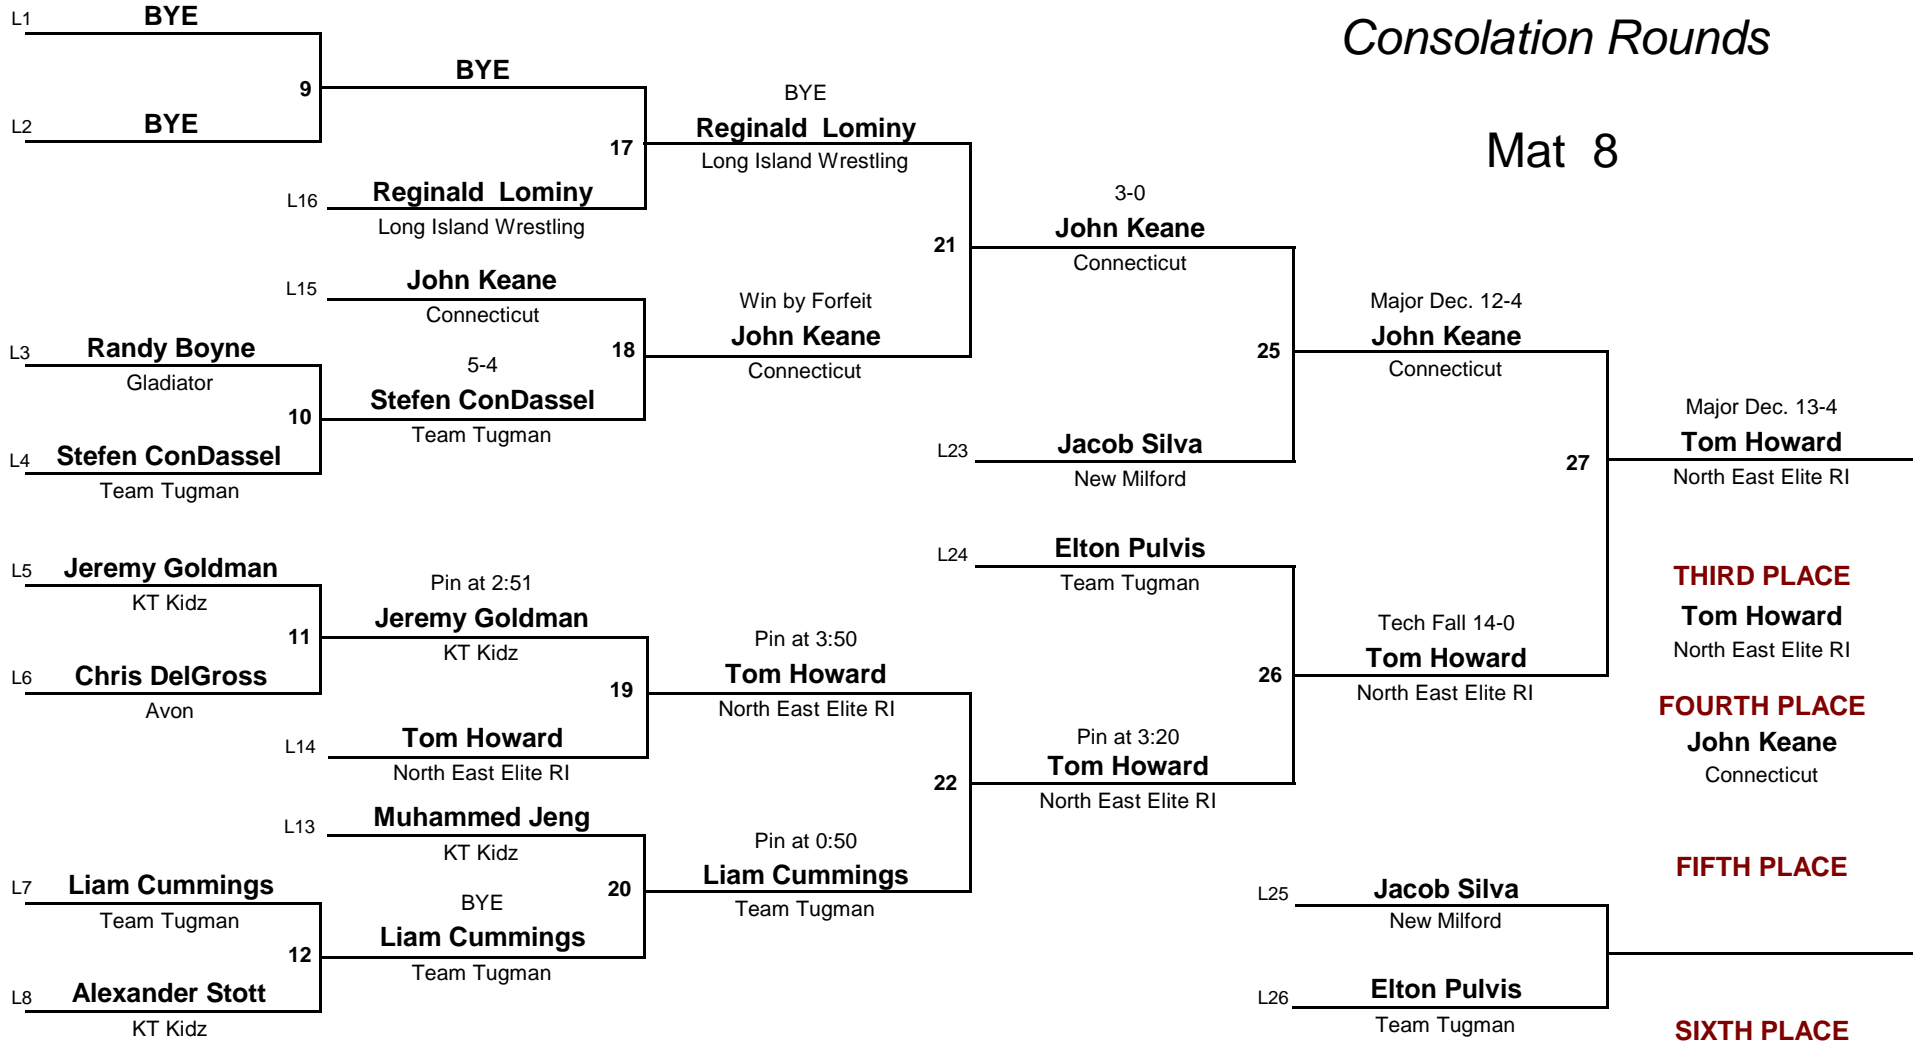 Consolation Rounds
Mat 8
L1 BYE
9
L2 BYE
BYE
17
L16 Reginald Lominy
Long Island Wrestling
BYE
Reginald Lominy
Long Island Wrestling
21
L15 John Keane
Connecticut
18
L3 Randy Boyne
Gladiator
10
L4 Stefen ConDassel
Team Tugman
5-4
Stefen ConDassel
Team Tugman
Win by Forfeit
John Keane
Connecticut
3-0
John Keane
Connecticut
25
L23 Jacob Silva
New Milford
Major Dec. 12-4
John Keane
Connecticut
27
Major Dec. 13-4
Tom Howard
North East Elite RI
L5 Jeremy Goldman
KT Kidz
11
L6 Chris DelGross
Avon
Pin at 2:51
Jeremy Goldman
KT Kidz
19
L14 Tom Howard
North East Elite RI
Pin at 3:50
Tom Howard
North East Elite RI
22
L13 Muhammed Jeng
KT Kidz
20
L7 Liam Cummings
Team Tugman
12
L8 Alexander Stott
KT Kidz
BYE
Liam Cummings
Team Tugman
Pin at 0:50
Liam Cummings
Team Tugman
L24 Elton Pulvis
Team Tugman
26
Pin at 3:20
Tom Howard
North East Elite RI
Tech Fall 14-0
Tom Howard
North East Elite RI
THIRD PLACE
Tom Howard
North East Elite RI
FOURTH PLACE
John Keane
Connecticut
L25 Jacob Silva
New Milford
L26 Elton Pulvis
Team Tugman
FIFTH PLACE
SIXTH PLACE